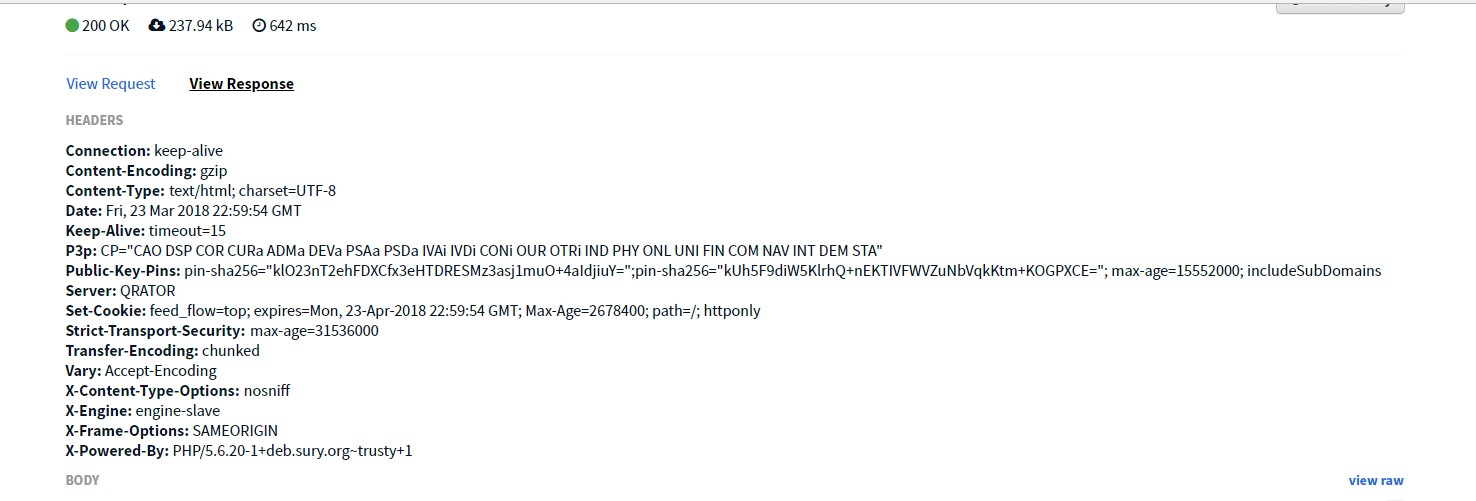 200 OK 237.94 kB 642 ms
View Request View Response
HEADERS
Connection: keep-alive
Content-Encoding: gzip
Content-Type: text/html; charset=UTF-8
Date: Fri, 23 Mar 2018 22:59:54 GMT
Keep-Alive: timeout=15
P3p: CP="CAO DSP COR CURa ADMa DEVa PSAa PSDa IVAi IVDi CONi OUR OTRi IND PHY ONL UNI FIN COM NAV INT DEM STA"
Public-Key-Pins: pin-sha256="klO23nT2ehFDXCfx3eHTDRESMz3asj1muO+4aIdjiuY=";pin-sha256="kUh5F9diW5KlrhQ+nEKTIVFWVZuNbVqkKtm+KOGPXCE="; max-age=15552000; includeSubDomains
Server: QRATOR
Set-Cookie: feed_flow=top; expires=Mon, 23-Apr-2018 22:59:54 GMT; Max-Age=2678400; path=/; httponly
Strict-Transport-Security: max-age=31536000
Transfer-Encoding: chunked
Vary: Accept-Encoding
X-Content-Type-Options: nosniff
X-Engine: engine-slave
X-Frame-Options: SAMEORIGIN
X-Powered-By: PHP/5.6.20-1+deb.sury.org~trusty+1
BODY view raw